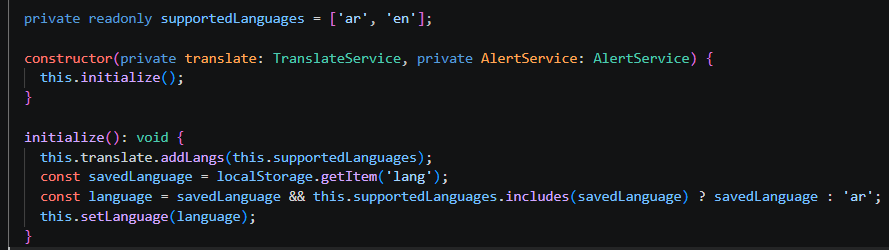 private readonly supportedLanguages = ['ar', 'en'];
constructor(private translate: TranslateService, private AlertService: AlertService) {
this.initialize();
}
initialize(): void {
this.translate.addLangs(this.supportedLanguages);
const savedLanguage = localStorage.getItem('lang');
const language = savedLanguage && this.supportedLanguages.includes(savedLanguage) ? savedLanguage : 'ar';
this.setLanguage(language);
}